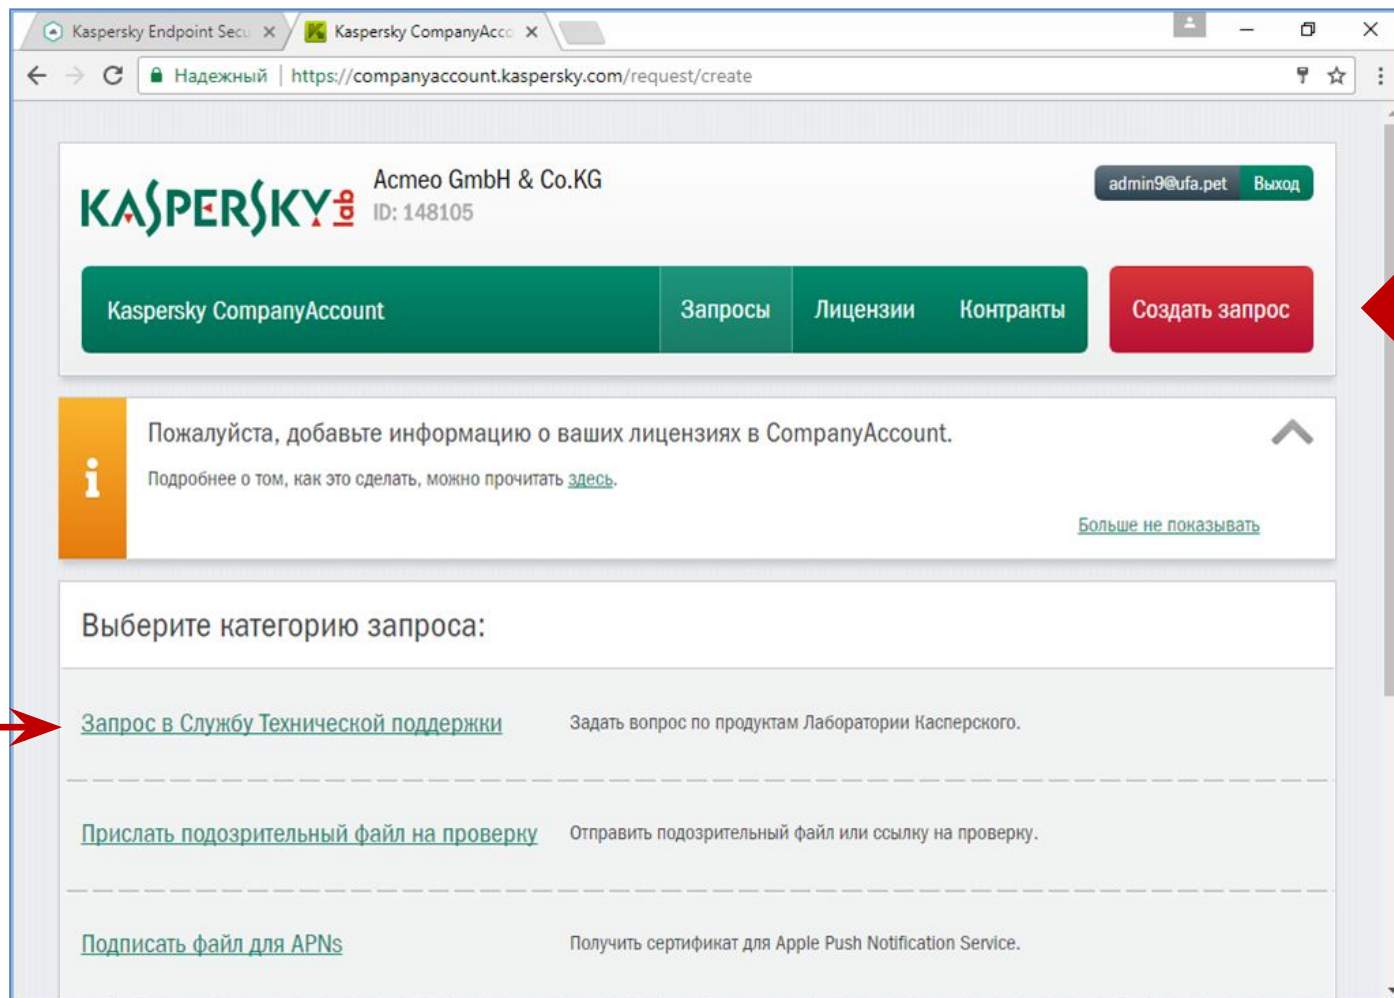 Kaspersky Endpoint Secu
Kaspersky CompanyAcco
Надежный | https://companyaccount.kaspersky.com/request/create
KASPERSKY lab
Acmeo GmbH & Co.KG
ID: 148105
admin9@ufa.pet Выход
Kaspersky CompanyAccount Запросы Лицензии Контракты Создать запрос
Пожалуйста, добавьте информацию о ваших лицензиях в CompanyAccount.
Подробнее о том, как это сделать, можно прочитать здесь.
Больше не показывать
Выберите категорию запроса:
Запрос в Службу Технической поддержки Задать вопрос по продуктам Лаборатории Касперского.
Прислать подозрительный файл на проверку Отправить подозрительный файл или ссылку на проверку.
Подписать файл для APNs Получить сертификат для Apple Push Notification Service.